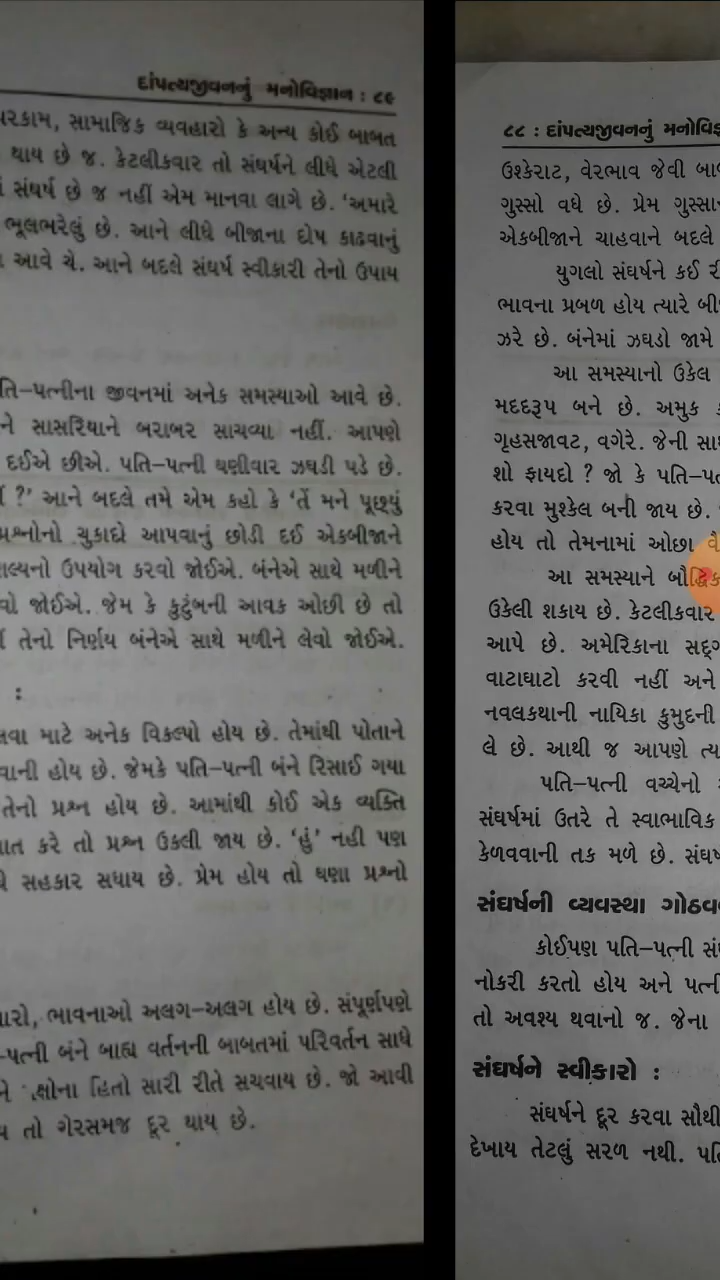 દાંપત્યજીવનનું મનોવિજ્ઞાન : ૮૯
સામાજિક વ્યવહારો કે અન્ય કોઈ બાબત
થાય છે જ. કેટલીકવાર તો સંઘર્ષને લીધે એટલી
સંઘર્ષ છે જ નહીં એમ માનવા લાગે છે. ‘અમારે
ભૂલભરેલું છે. આને લીધે બીજાના દોષ કાઢવાનું
આવે ચે. આને બદલે સંઘર્ષ સ્વીકારી તેનો ઉપાય
તિ-પત્નીના જીવનમાં અનેક સમસ્યાઓ આવે છે.
ને સાસરિયાને બરાબર સાચવ્યા નહીં. આપણે
દઈએ છીએ. પતિ-પત્ની ઘણીવાર ઝઘડી પડે છે.
?’ આને બદલે તમે એમ કહો કે ‘તેં મને પૂછ્યું
પ્રશ્નોનો ચુકાદો આપવાનું છોડી દઈ એકબીજાને
ઉપયોગ કરવો જોઈએ. બંનેએ સાથે મળીને
વો જોઈએ. જેમ કે કુટુંબની આવક ઓછી છે તો
તેનો નિર્ણય બંનેએ સાથે મળીને લેવો જોઈએ.
:
લવા માટે અનેક વિકલ્પો હોય છે. તેમાંથી પોતાને
વાની હોય છે. જેમકે પતિ-પત્ની બંને રિસાઈ ગયા
તેનો પ્રશ્ન હોય છે. આમાંથી કોઈ એક વ્યક્તિ
ાત કરે તો પ્રશ્ન ઉકલી જાય છે. ‘હું’ નહી પણ
સહકાર સધાય છે. પ્રેમ હોય તો ઘણા પ્રશ્નો
ારો, ભાવનાઓ અલગ-અલગ હોય છે. સંપૂર્ણપણે
-પત્ની બંને બાહ્ય વર્તનની બાબતમાં પરિવર્તન સાધે
હિતો સારી રીતે સચવાય છે. જો આવી
તો ગેરસમજ દૂર થાય છે.
૮૮ : દાંપત્યજીવનનું મનોવિજ્ઞ
ઉશ્કેરાટ, વેરભાવ જેવી બા
ગુસ્સો વધે છે. પ્રેમ ગુસ્સા
એકબીજાને ચાહવાને બદલે
યુગલો સંઘર્ષને કઈ રી
ભાવના પ્રબળ હોય ત્યારે બી
ઝરે છે. બંનેમાં ઝઘડો જામે
આ સમસ્યાનો ઉકેલ
મદદરૂપ બને છે. અમુક
ગૃહસજાવટ, વગેરે. જેની સા
શો ફાયદો ? જો કે પતિ-પ
કરવા મુશ્કેલ બની જાય છે.
હોય તો તેમનામાં ઓછા વૈ
આ સમસ્યાને બૌદ્ધિક
ઉકેલી શકાય છે. કેટલીકવાર
આપે છે. અમેરિકાના સદ્ગ
વાટાઘાટો કરવી નહીં અને
નવલકથાની નાયિકા કુમુદની
લે છે. આથી જ આપણે ત્ય
પતિ-પત્ની વચ્ચેનો
સંઘર્ષમાં ઉતરે તે સ્વાભાવિક
કેળવવાની તક મળે છે. સંઘ
સંઘર્ષની વ્યવસ્થા ગોઠવ
કોઈપણ પતિ-પત્ની સં
નોકરી કરતો હોય અને પત્ની
તો અવશ્ય થવાનો જ. જેના
સંઘર્ષને સ્વીકારો :
સંઘર્ષને દૂર કરવા સૌથી
દેખાય તેટલું સરળ નથી. પતિ